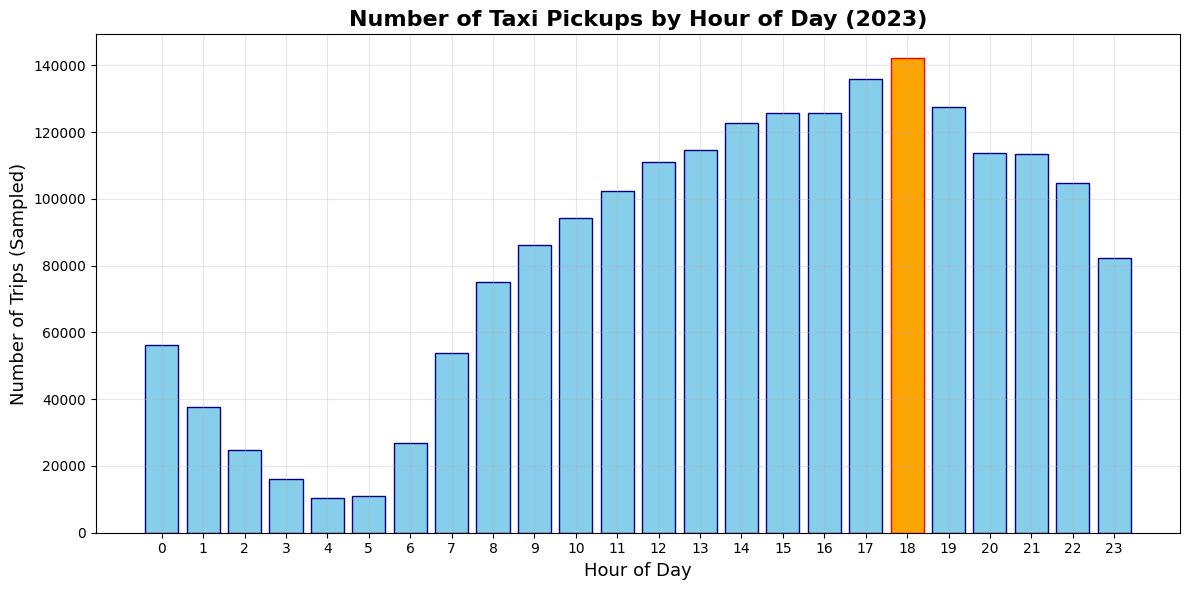 Number of Taxi Pickups by Hour of Day (2023)
Number of Trips (Sampled)
140000
120000
100000
80000
60000
40000
20000
0
0 1 2 3 4 5 6 7 8 9 10 11 12 13 14 15 16 17 18 19 20 21 22 23
Hour of Day